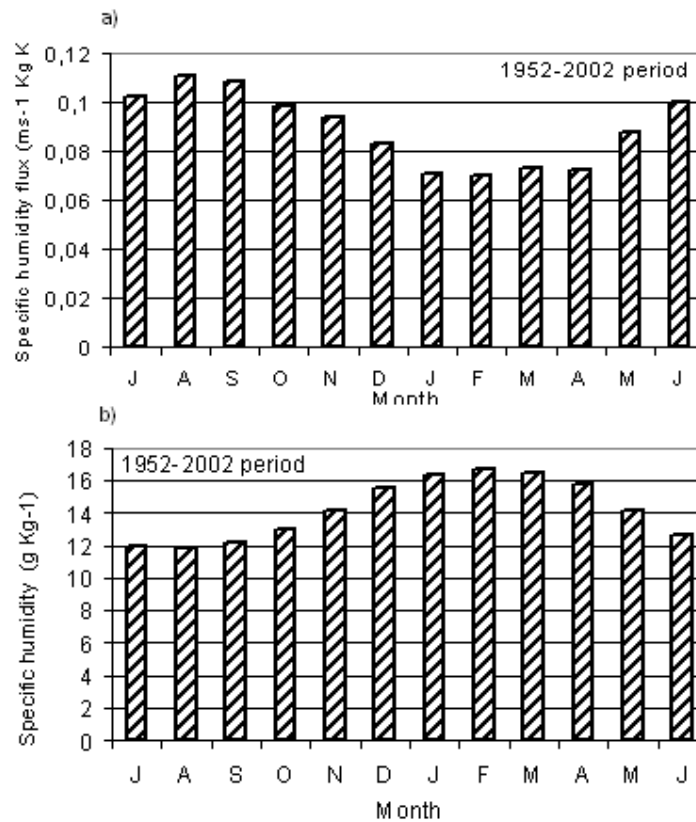 a)
Specific humidity flux (ms-1 Kg K
0,12
0,1
0,08
0,06
0,04
0,02
0
1952-2002 period
J A S O N D J F M A M J
Month
b)
Specific humidity (g Kg-1)
18
16
14
12
10
8
6
4
2
0
1952-2002 period
J A S O N D J F M A M J
Month